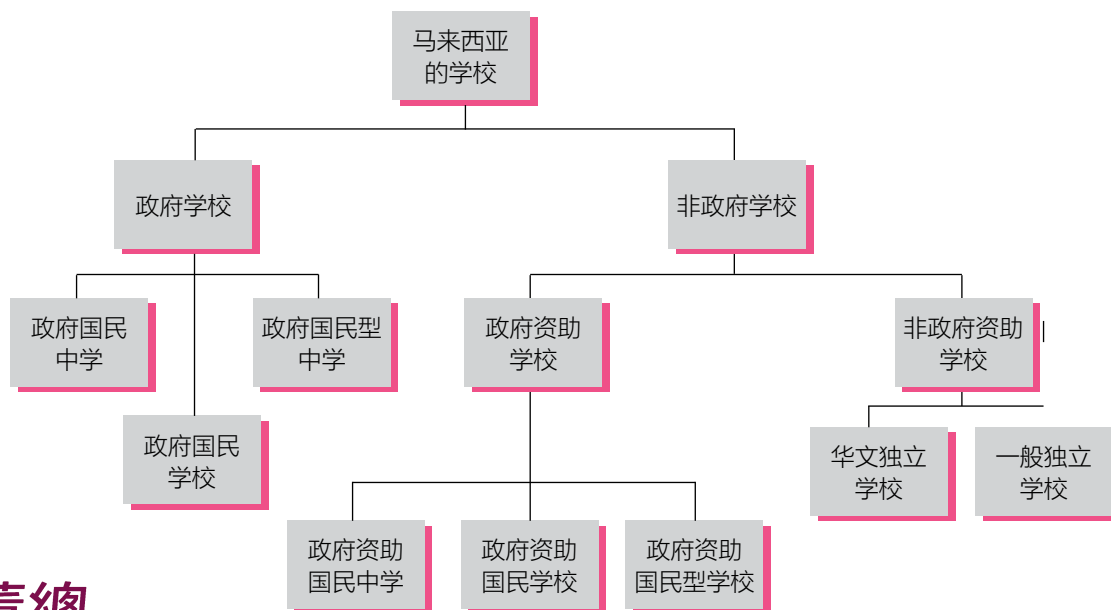 马来西亚
的学校
政府学校
非政府学校
政府国民
中学
政府国民型
中学
政府资助
学校
非政府资助
学校
政府国民
学校
华文独立
学校
一般独立
学校
政府资助
国民中学
政府资助
国民学校
政府资助
国民型学校